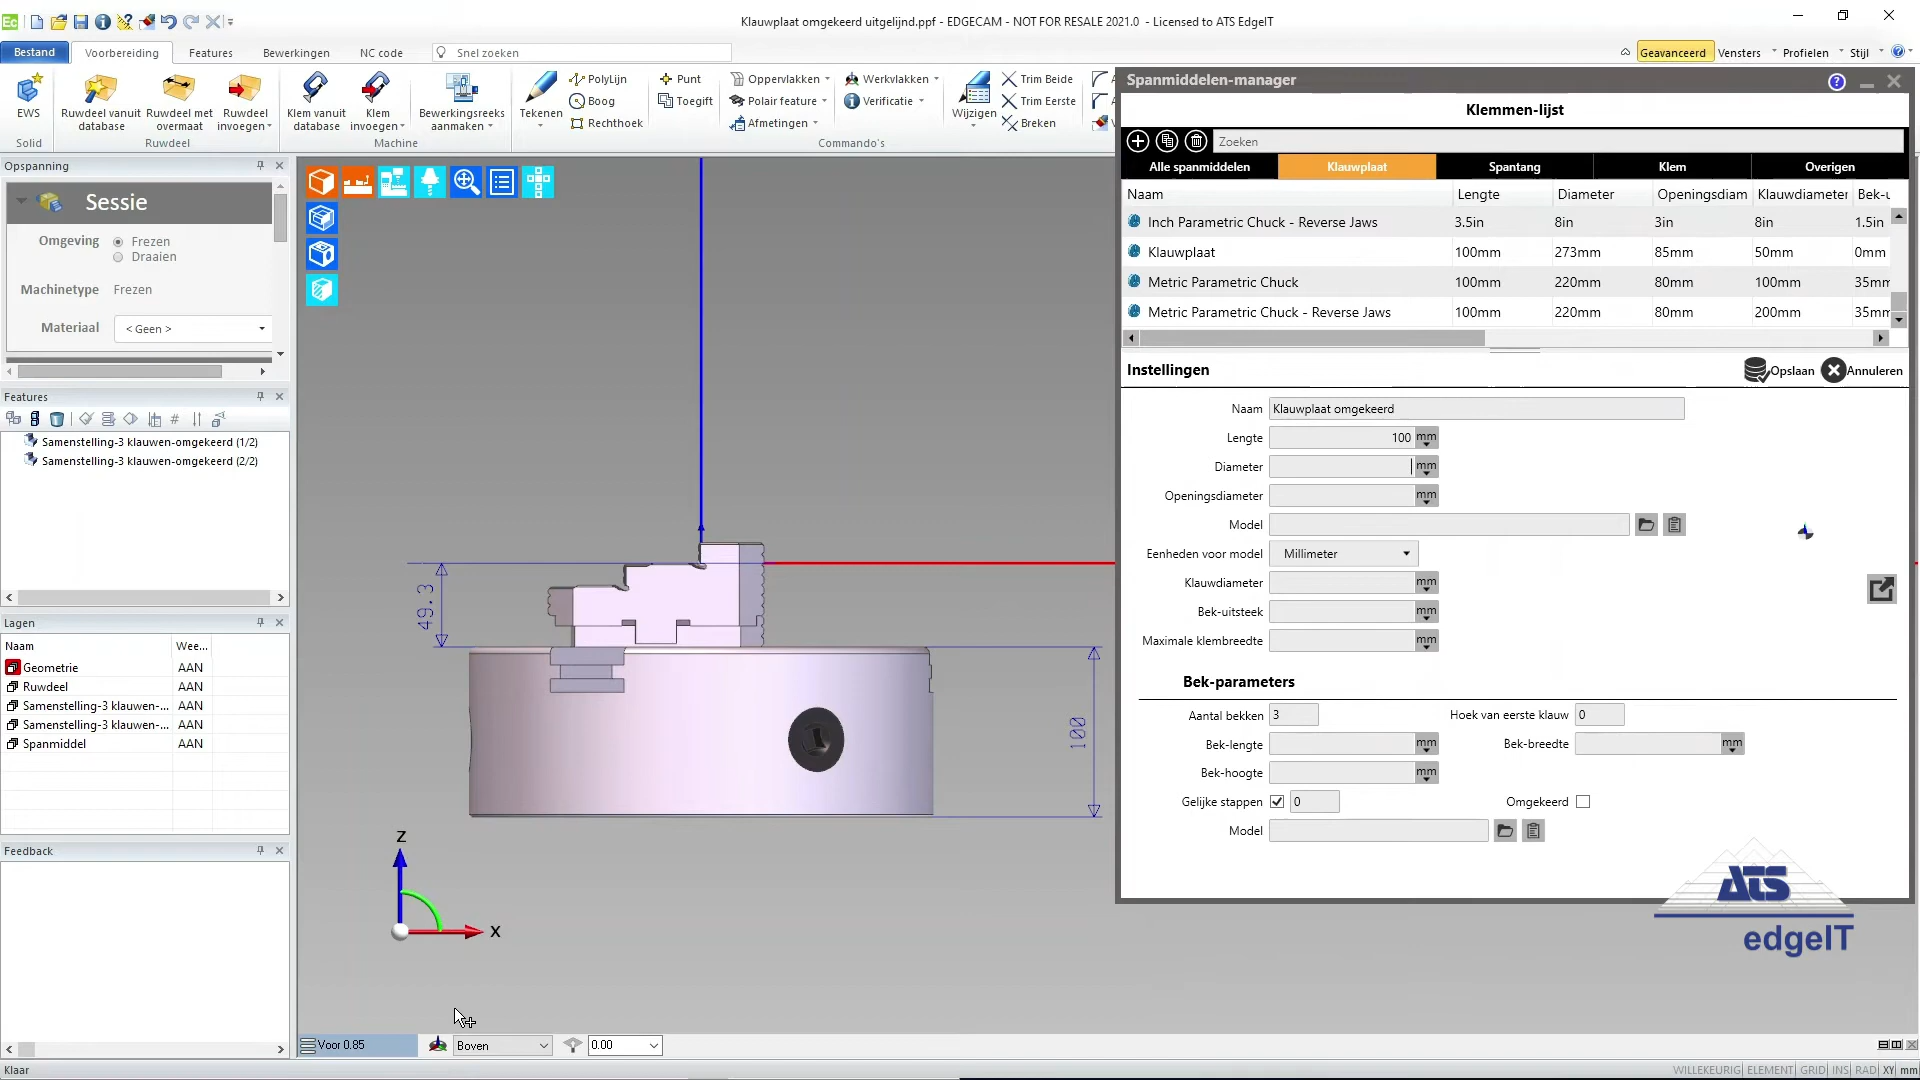 Klauwplaat omgekeerd uitgelijnd.ppf - EDGECAM - NOT FOR RESALE 2021.0 - Licensed to ATS EdgeIT
Bestand Voorbereiding Features Bewerkingen NC code Snel zoeken Geavanceerd Vensters Profielen Stijl
EWS
Solid
Ruwdeel vanuit database
Ruwdeel met overmaat
Ruwdeel invoegen
Ruwdeel
Klem vanuit database
Klem invoegen
Bewerkingsreeks aanmaken
Machine
Tekenen
PolyLijn
Boog
Rechthoek
Punt
Toegift
Oppervlakken
Polair feature
Afmetingen
Werkvlakken
Verificatie
Wijzigen
Trim Beide
Trim Eerste
Breken
Commando's
Opspanning
Sessie
Omgeving Frezen
Draaien
Machinetype Frezen
Materiaal < Geen >
Features
Samenstelling-3 klauwen-omgekeerd (1/2)
Samenstelling-3 klauwen-omgekeerd (2/2)
Lagen
Naam Wee...
Geometrie AAN
Ruwdeel AAN
Samenstelling-3 klauwen-... AAN
Samenstelling-3 klauwen-... AAN
Spanmiddel AAN
Feedback
49.3
100
Z
X
Voor 0.85 Boven 0.00
Klaar
WILLEKEURIG ELEMENT GRID INS RAD XY mm
Spanmiddelen-manager
Klemmen-lijst
Zoeken
Alle spanmiddelen Klauwplaat Spantang Klem Overigen
Naam Lengte Diameter Openingsdiam Klauwdiameter Bek-u
Inch Parametric Chuck - Reverse Jaws 3.5in 8in 3in 8in 1.5in
Klauwplaat 100mm 273mm 85mm 50mm 0mm
Metric Parametric Chuck 100mm 220mm 80mm 100mm 35mm
Metric Parametric Chuck - Reverse Jaws 100mm 220mm 80mm 200mm 35mm
Instellingen Opslaan Annuleren
Naam Klauwplaat omgekeerd
Lengte 100 mm
Diameter mm
Openingsdiameter mm
Model
Eenheden voor model Millimeter
Klauwdiameter mm
Bek-uitsteek mm
Maximale klembreedte mm
Bek-parameters
Aantal bekken 3 Hoek van eerste klauw 0
Bek-lengte mm Bek-breedte mm
Bek-hoogte mm
Gelijke stappen 0 Omgekeerd
Model
ATS
edgeIT